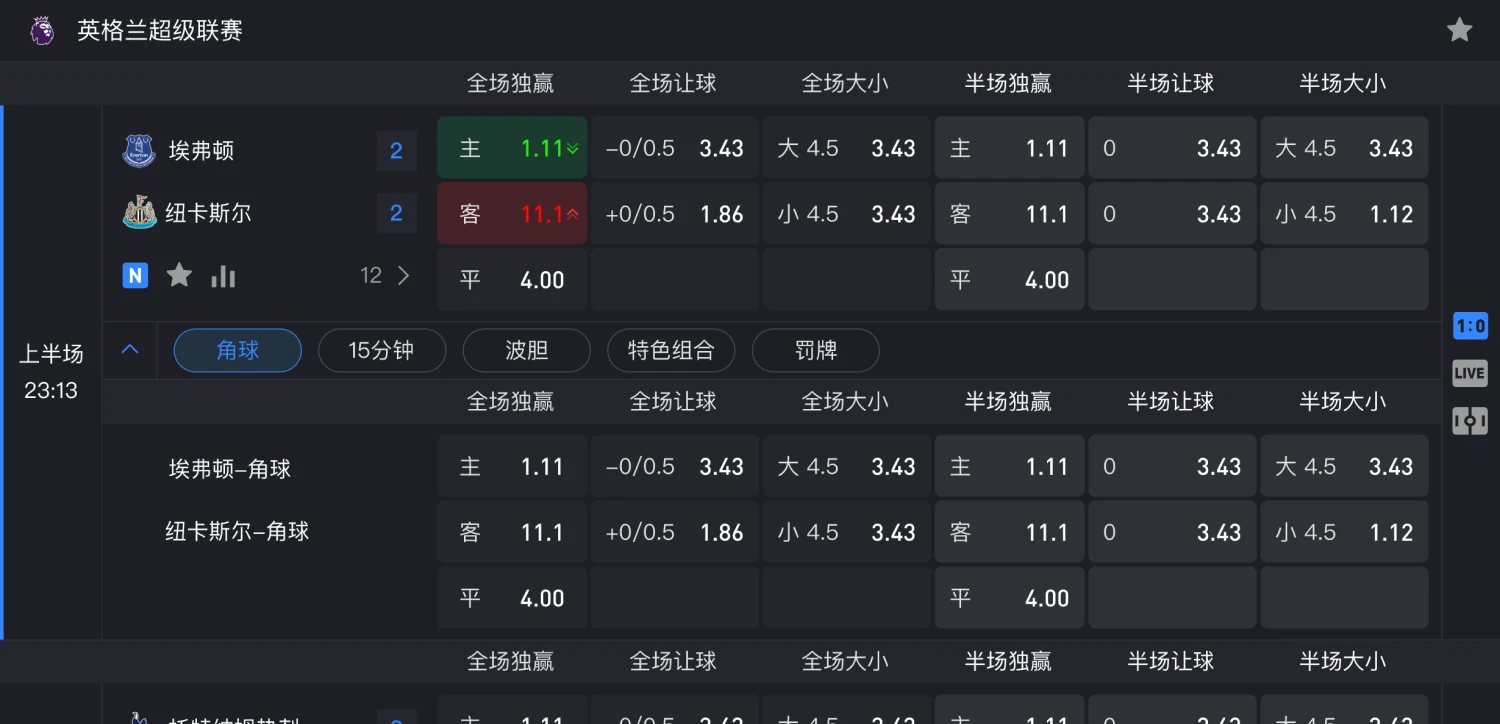 英格兰超级联赛
全场独赢 全场让球 全场大小 半场独赢 半场让球 半场大小
埃弗顿 2 主 1.11 −0/0.5 3.43 大 4.5 3.43 主 1.11 0 3.43 大 4.5 3.43
纽卡斯尔 2 客 11.1 +0/0.5 1.86 小 4.5 3.43 客 11.1 0 3.43 小 4.5 1.12
N 12 平 4.00 平 4.00
上半场
23:13
角球 15分钟 波胆 特色组合 罚牌
1:0
LIVE
全场独赢 全场让球 全场大小 半场独赢 半场让球 半场大小
埃弗顿–角球 主 1.11 −0/0.5 3.43 大 4.5 3.43 主 1.11 0 3.43 大 4.5 3.43
纽卡斯尔–角球 客 11.1 +0/0.5 1.86 小 4.5 3.43 客 11.1 0 3.43 小 4.5 1.12
平 4.00 平 4.00
全场独赢 全场让球 全场大小 半场独赢 半场让球 半场大小